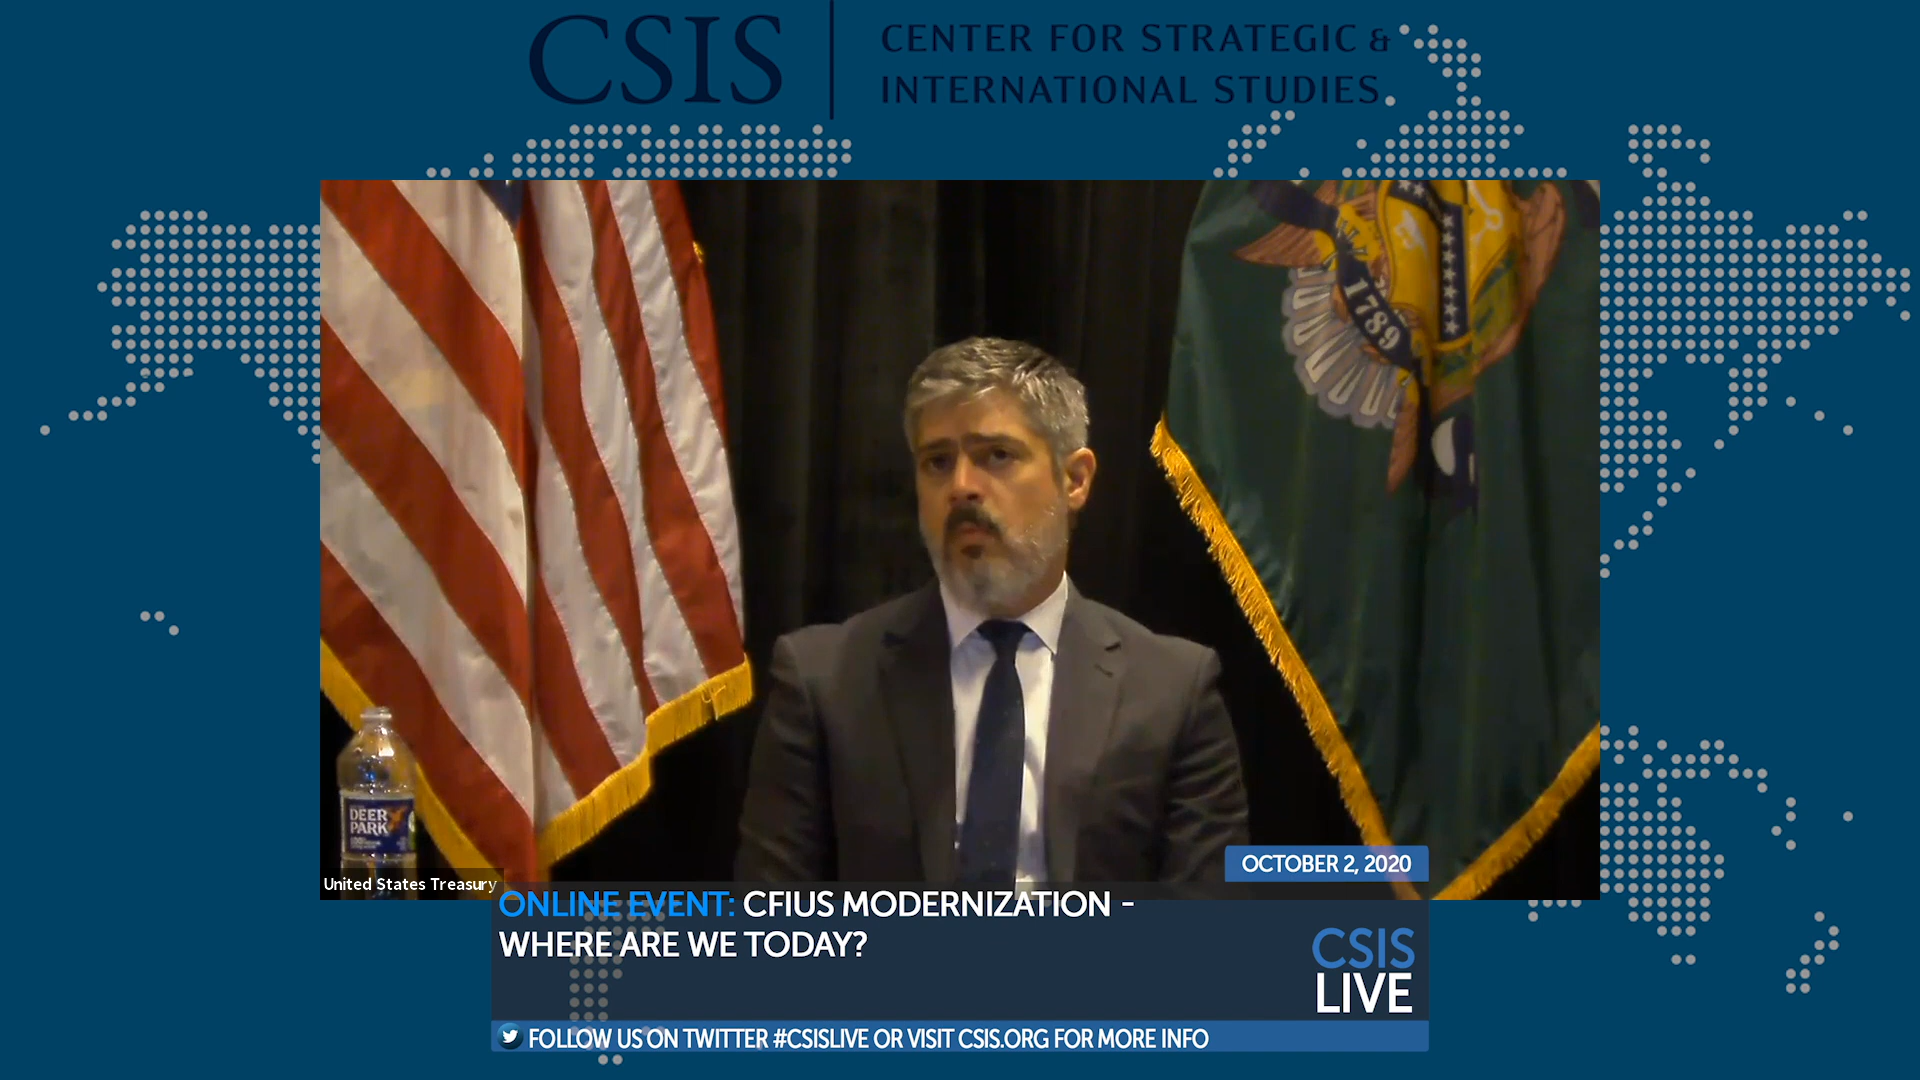 CSIS
CENTER FOR STRATEGIC &
INTERNATIONAL STUDIES
1789
DEER
PARK
United States Treasury
OCTOBER 2, 2020
ONLINE EVENT: CFIUS MODERNIZATION -
WHERE ARE WE TODAY?
CSIS
LIVE
FOLLOW US ON TWITTER #CSISLIVE OR VISIT CSIS.ORG FOR MORE INFO